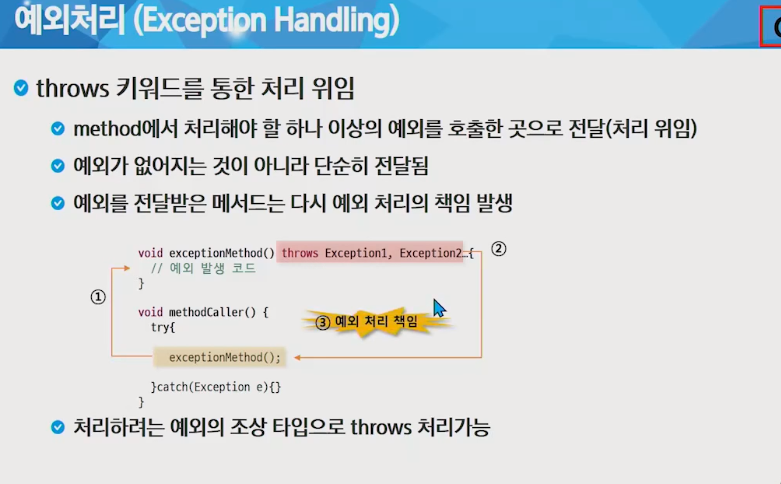 예외처리 (Exception Handling)
throws 키워드를 통한 처리 위임
method에서 처리해야 할 하나 이상의 예외를 호출한 곳으로 전달(처리 위임)
예외가 없어지는 것이 아니라 단순히 전달됨
예외를 전달받은 메서드는 다시 예외 처리의 책임 발생
void exceptionMethod() throws Exception1, Exception2…{
②
// 예외 발생 코드
}
①
void methodCaller() {
try{
③ 예외 처리 책임
exceptionMethod();
}catch(Exception e){}
}
처리하려는 예외의 조상 타입으로 throws 처리가능